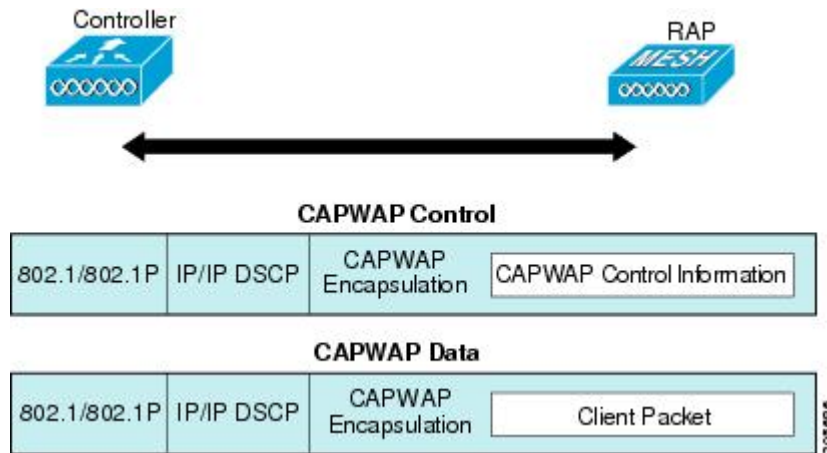 Controller
RAP
MESH
CAPWAP Control
802.1/802.1P IP/IP DSCP CAPWAP Encapsulation CAPWAP Control Information
CAPWAP Data
802.1/802.1P IP/IP DSCP CAPWAP Encapsulation Client Packet